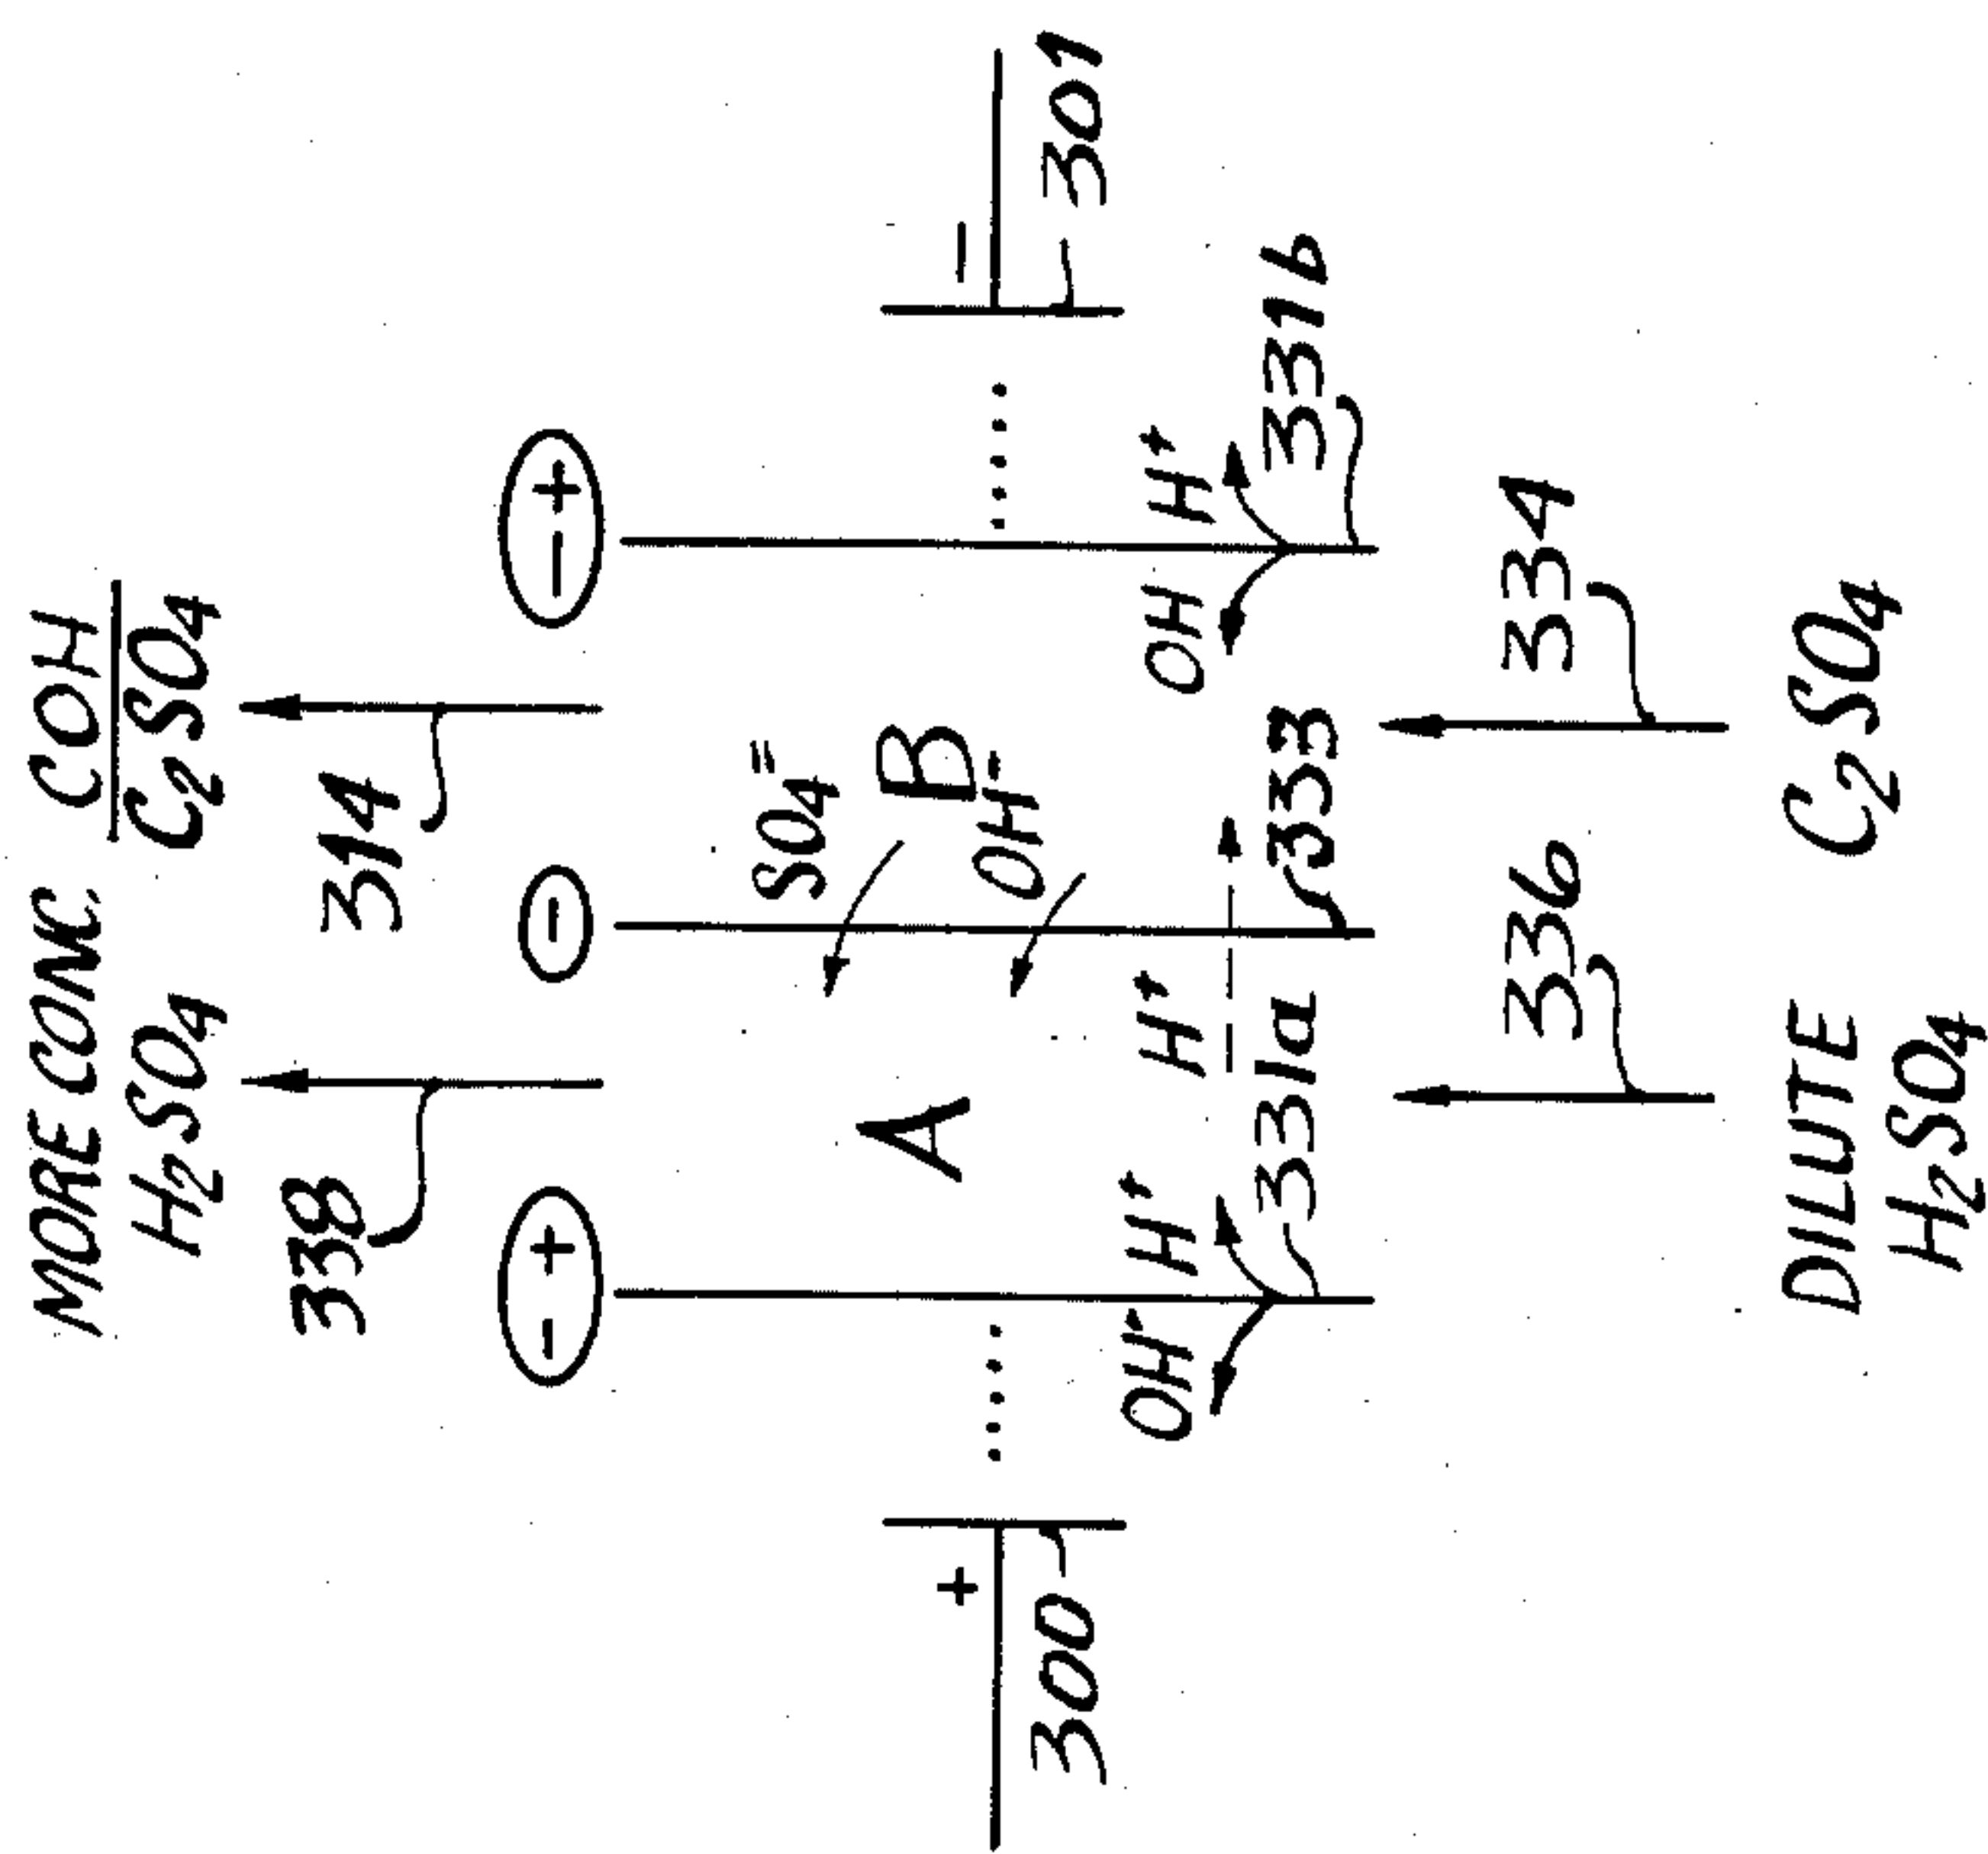 MORE CONC. COH
H2SO4 C2SO4
338 314
− + − − +
SO4=
A B
+ −
OH-
300 301
OH- H+ H+ OH H+
331a 333 331b
336 334
DILUTE C2SO4
H2SO4